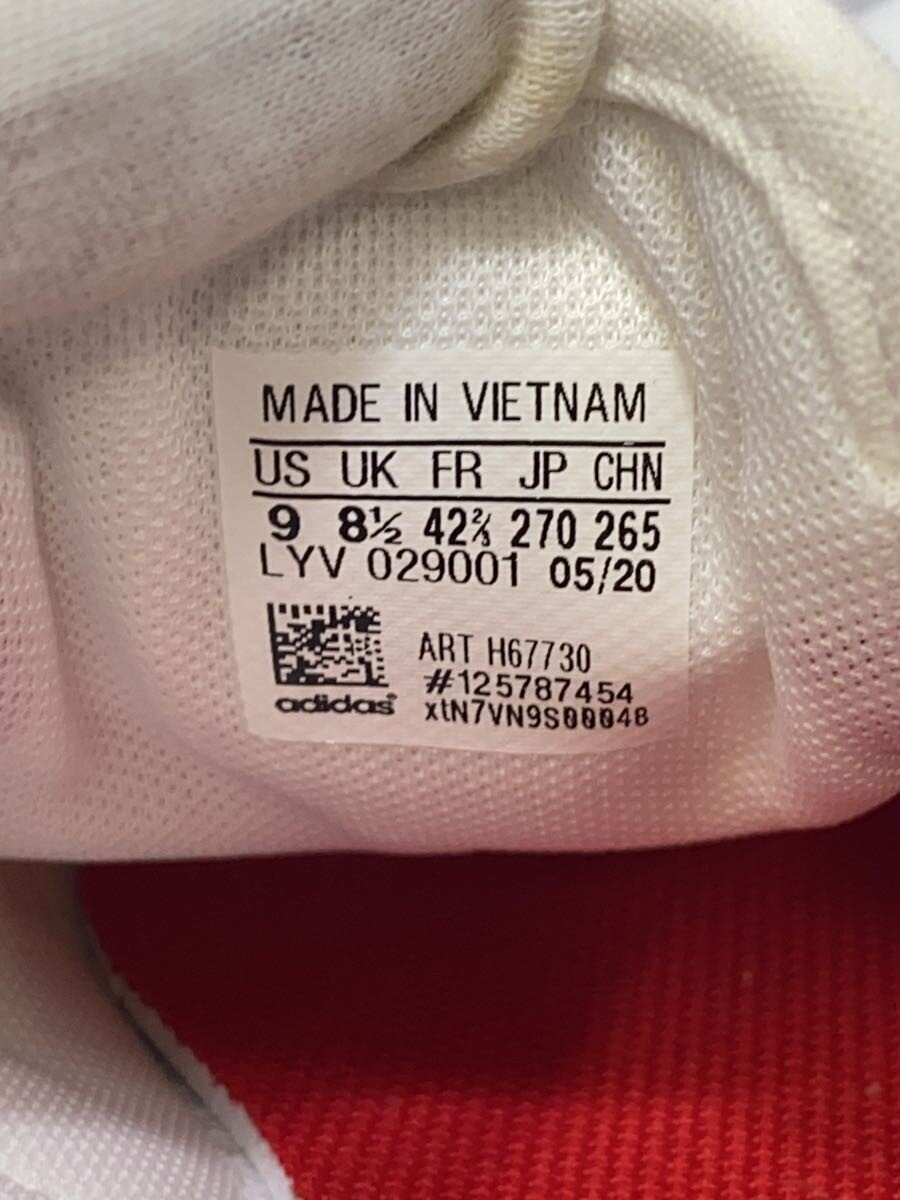 MADE IN VIETNAM
US UK FR JP CHN
9 8½ 42⅔ 270 265
LYV 029001 05/20
ART H67730
#125787454
adidas®
xtN7VN9S00048